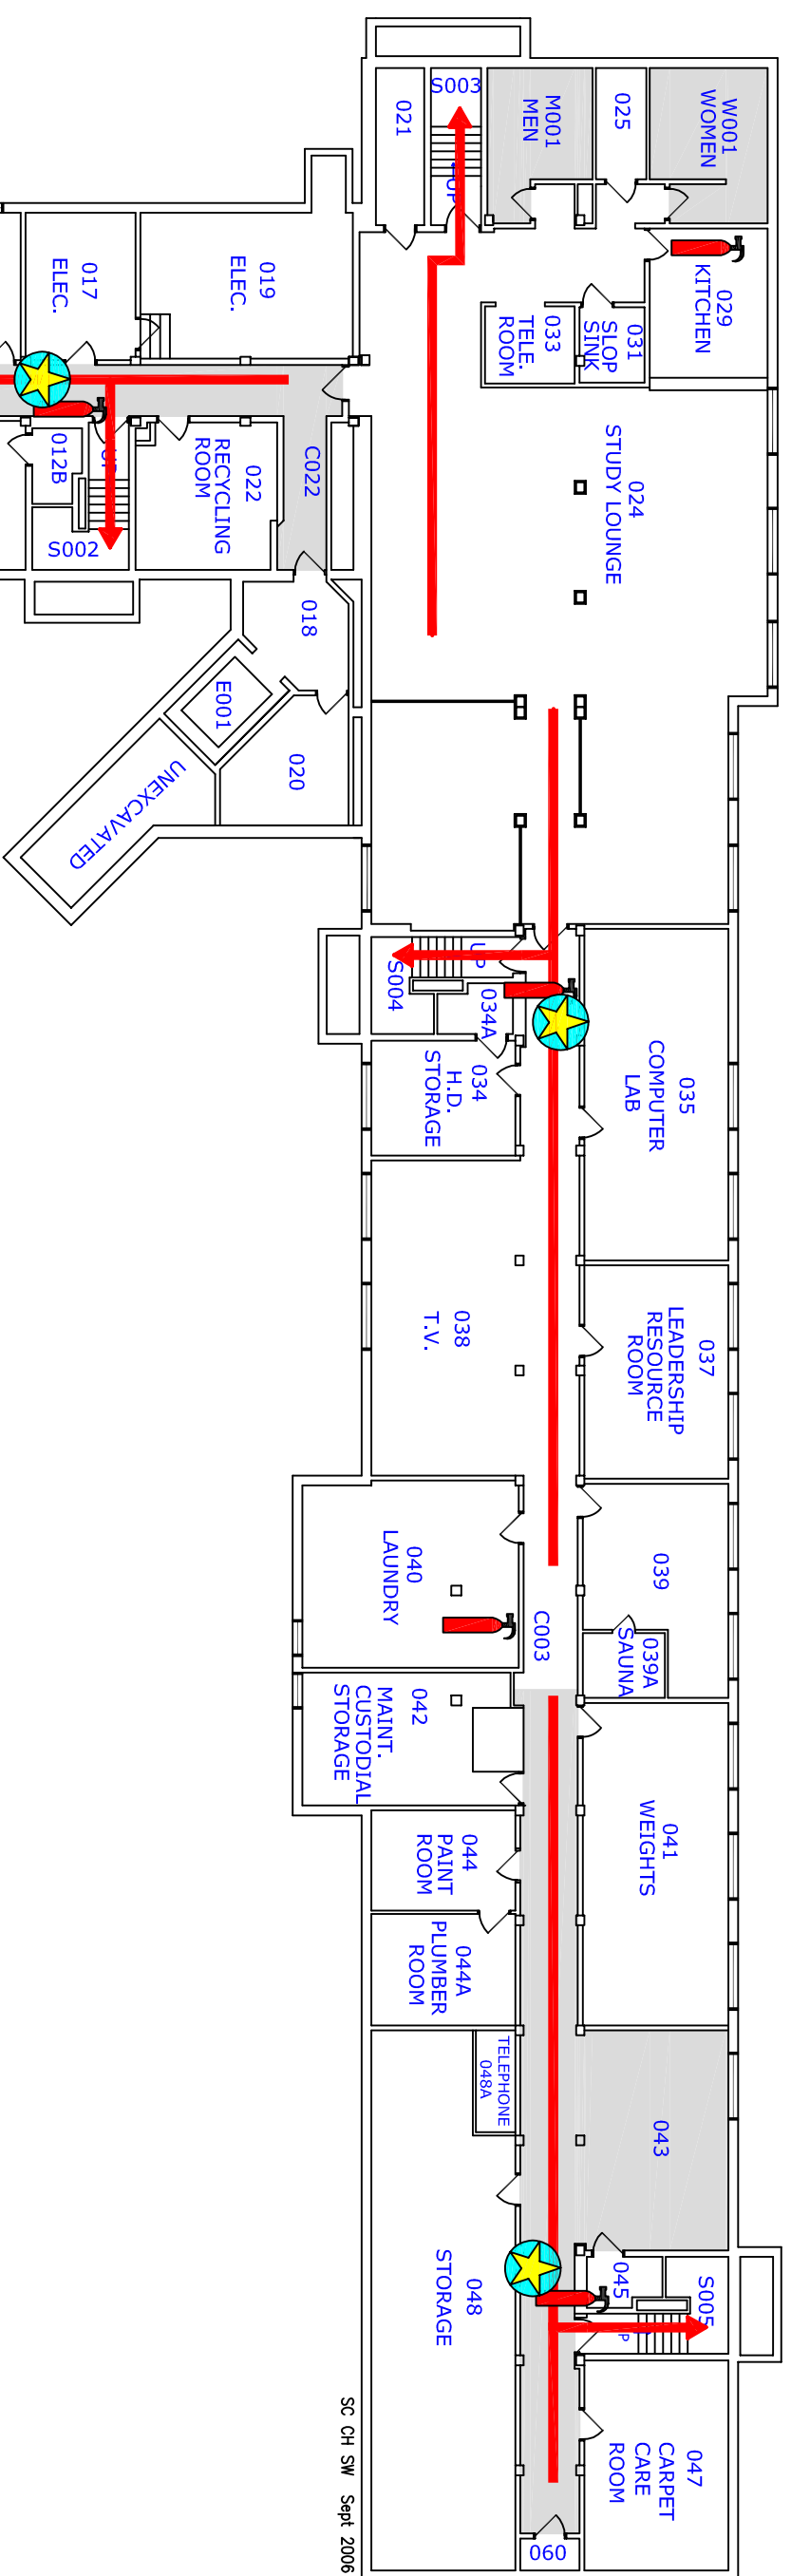 S003
021
UP
M001
MEN
025
W001
WOMEN
017
ELEC.
019
ELEC.
033
TELE.
ROOM
031
SLOP
SINK
029
KITCHEN
012B
UP
S002
022
RECYCLING
ROOM
C022
024
STUDY LOUNGE
018
E001
020
UNEXCAVATED
UP
S004
034A
034
H.D.
STORAGE
035
COMPUTER
LAB
038
T.V.
037
LEADERSHIP
RESOURCE
ROOM
040
LAUNDRY
C003
039
039A
SAUNA
042
MAINT.
CUSTODIAL
STORAGE
041
WEIGHTS
044
PAINT
ROOM
044A
PLUMBER
ROOM
TELEPHONE
048A
043
048
STORAGE
045
S005
047
CARPET
CARE
ROOM
060
SC CH SW Sept 2006